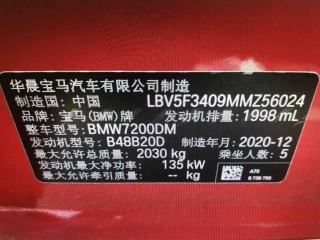 华晨宝马汽车有限公司制造
制造国：中国 LBV5F3409MMZ56024
品牌：宝马(BMW)牌 发动机排量：1998 mL
整车型号：BMW7200DM
发动机型号：B48B20D 制造年月：2020-12
最大允许总质量：2030 kg 乘坐人数：5
发动机最大净功率：135 kW
最大允许牵引质量：-- kg
A75